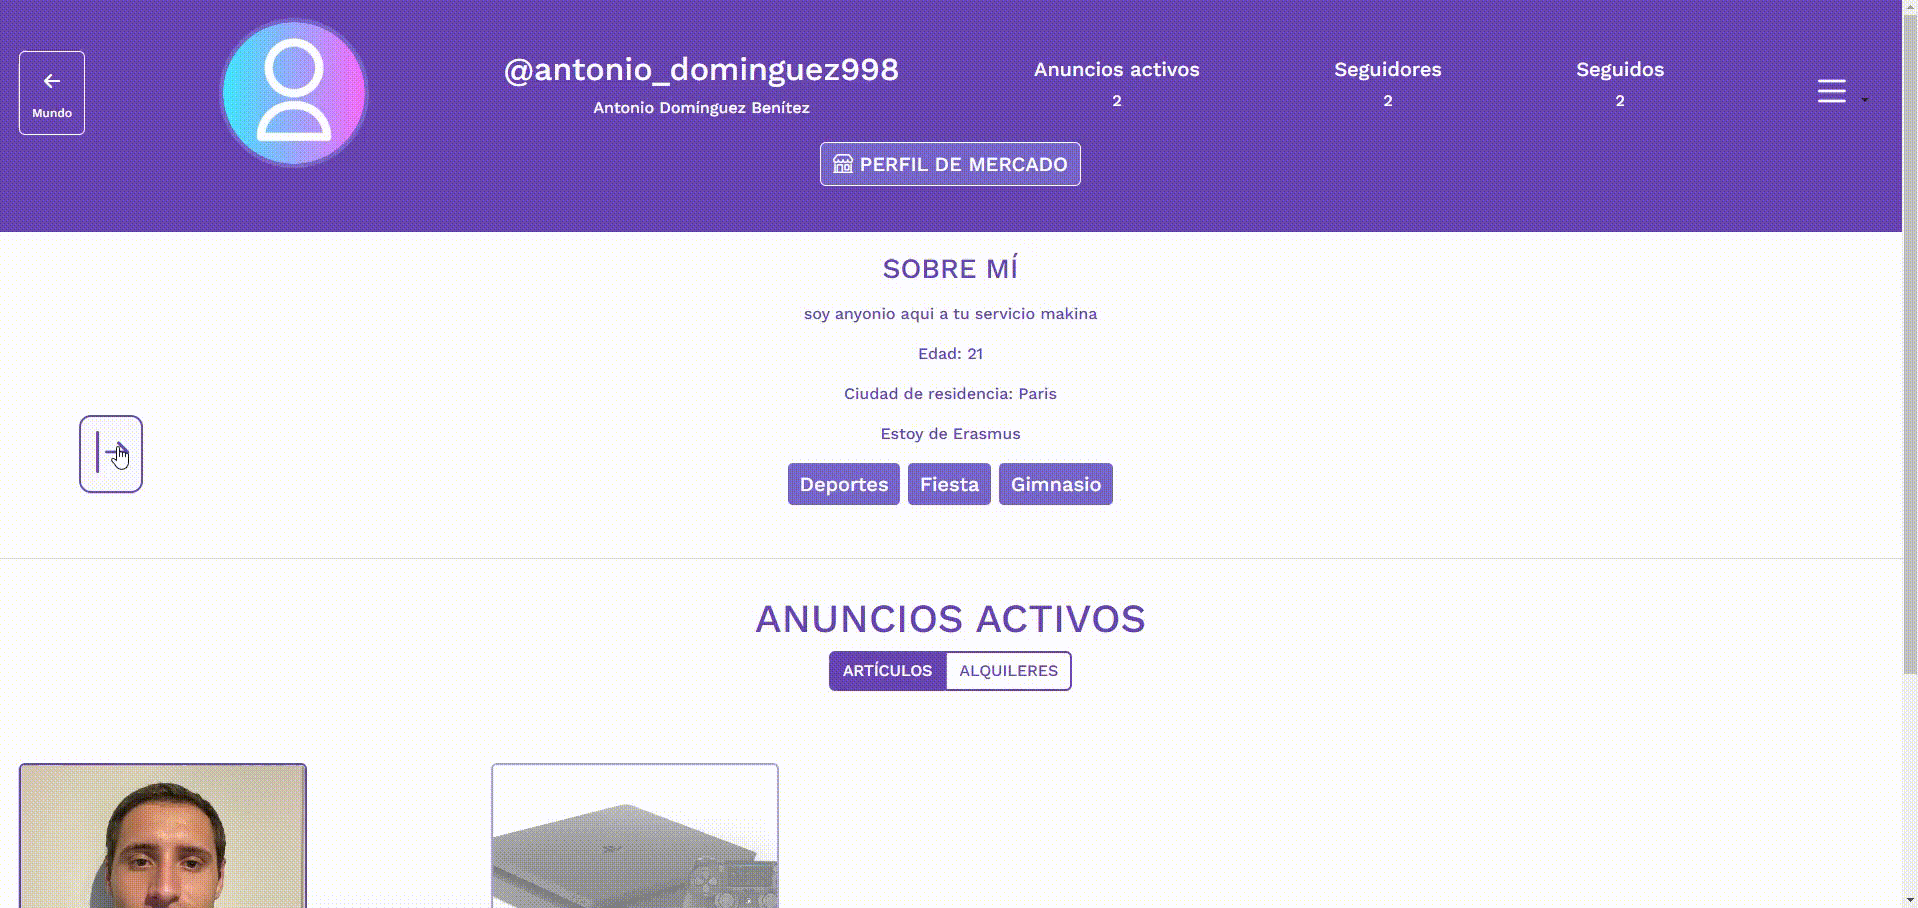 Mundo
@antonio_dominguez998
Antonio Domínguez Benítez
Anuncios activos
2
Seguidores
2
Seguidos
2
PERFIL DE MERCADO
SOBRE MÍ
soy anyonio aqui a tu servicio makina
Edad: 21
Ciudad de residencia: Paris
Estoy de Erasmus
Deportes Fiesta Gimnasio
ANUNCIOS ACTIVOS
ARTÍCULOS ALQUILERES